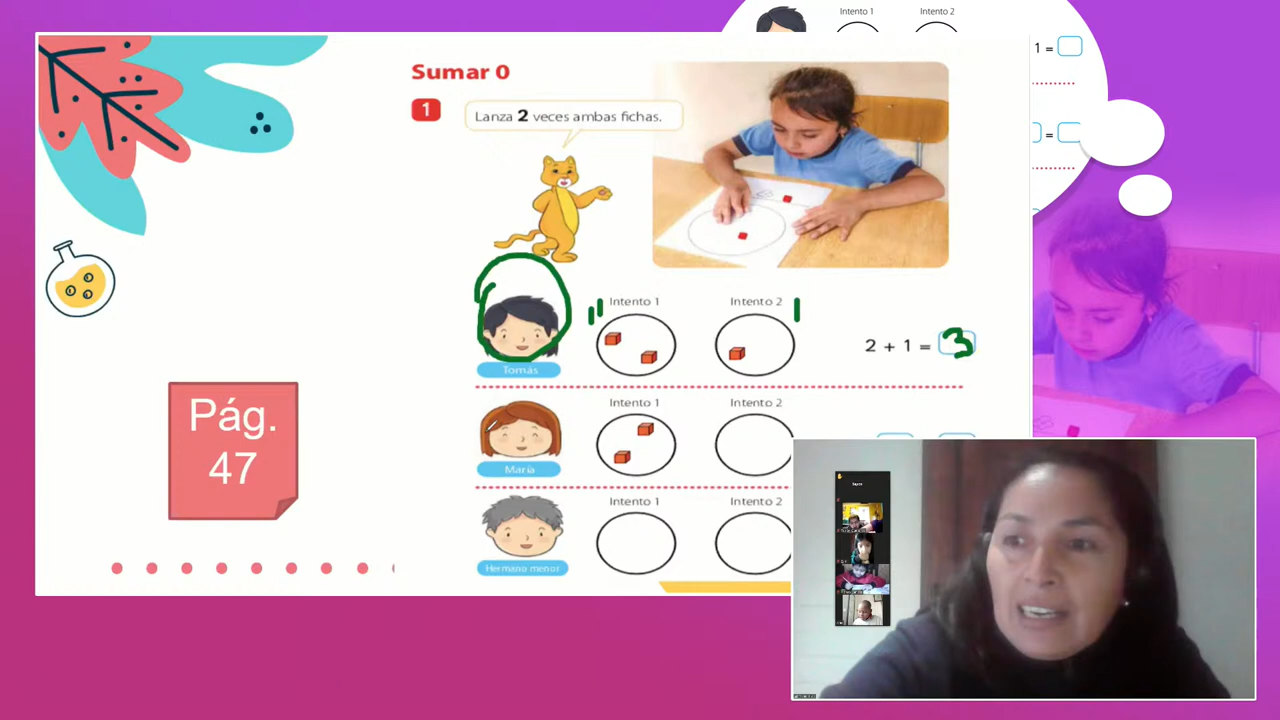 Intento 1 Intento 2
1 =
=
Sumar 0
1
Lanza 2 veces ambas fichas.
Intento 1 Intento 2
2 + 1 = 3
Tomás
Intento 1 Intento 2
María
Intento 1 Intento 2
Hermano menor
Pág.
47